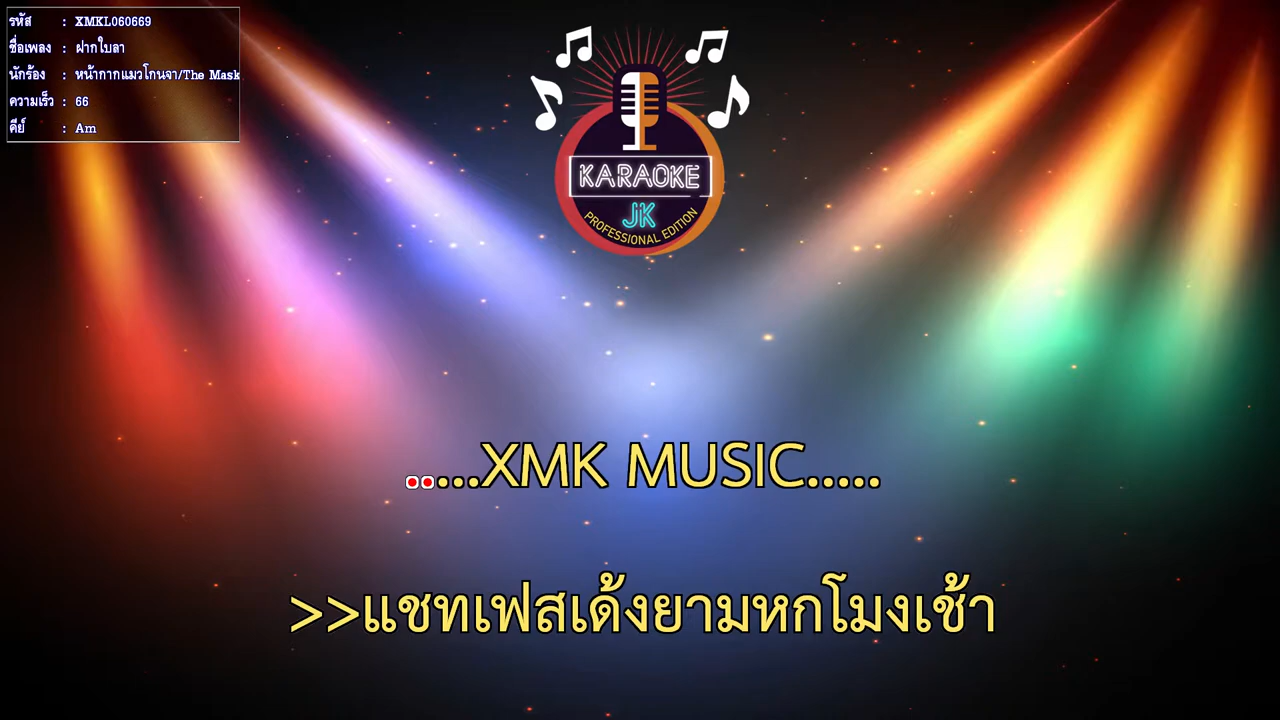 รหัส : XMKL060669
ชื่อเพลง : ฝากใบลา
นักร้อง : หน้ากากแมวโกนจา/The Mask
ความเร็ว : 66
คีย์ : Am
KARAOKE
JK
PROFESSIONAL EDITION
.....XMK MUSIC.....
>>แชทเฟสเด้งยามหกโมงเช้า